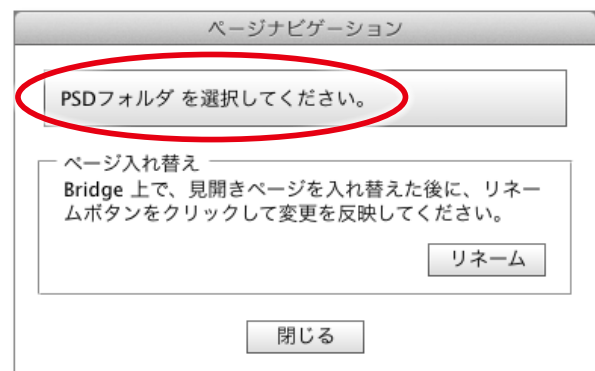 ページナビゲーション
PSDフォルダ を選択してください。
ページ入れ替え
Bridge 上で、見開きページを入れ替えた後に、リネー
ムボタンをクリックして変更を反映してください。
リネーム
閉じる